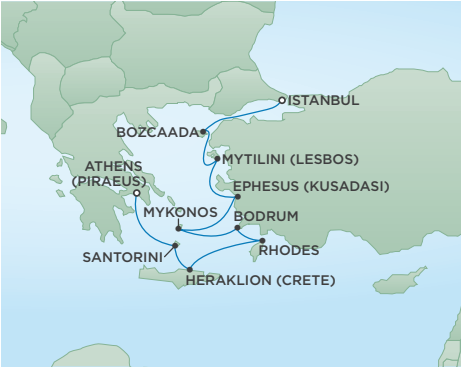 ISTANBUL
BOZCAADA
MYTILINI (LESBOS)
ATHENS
(PIRAEUS)
EPHESUS (KUSADASI)
MYKONOS
BODRUM
SANTORINI
RHODES
HERAKLION (CRETE)